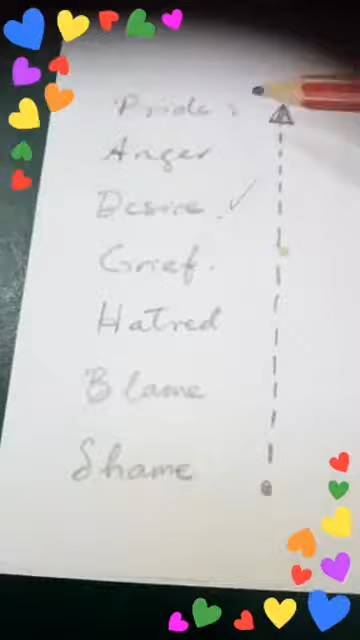 Pride :
Anger
Desire. ✓
Grief.
Hatred
Blame
Shame